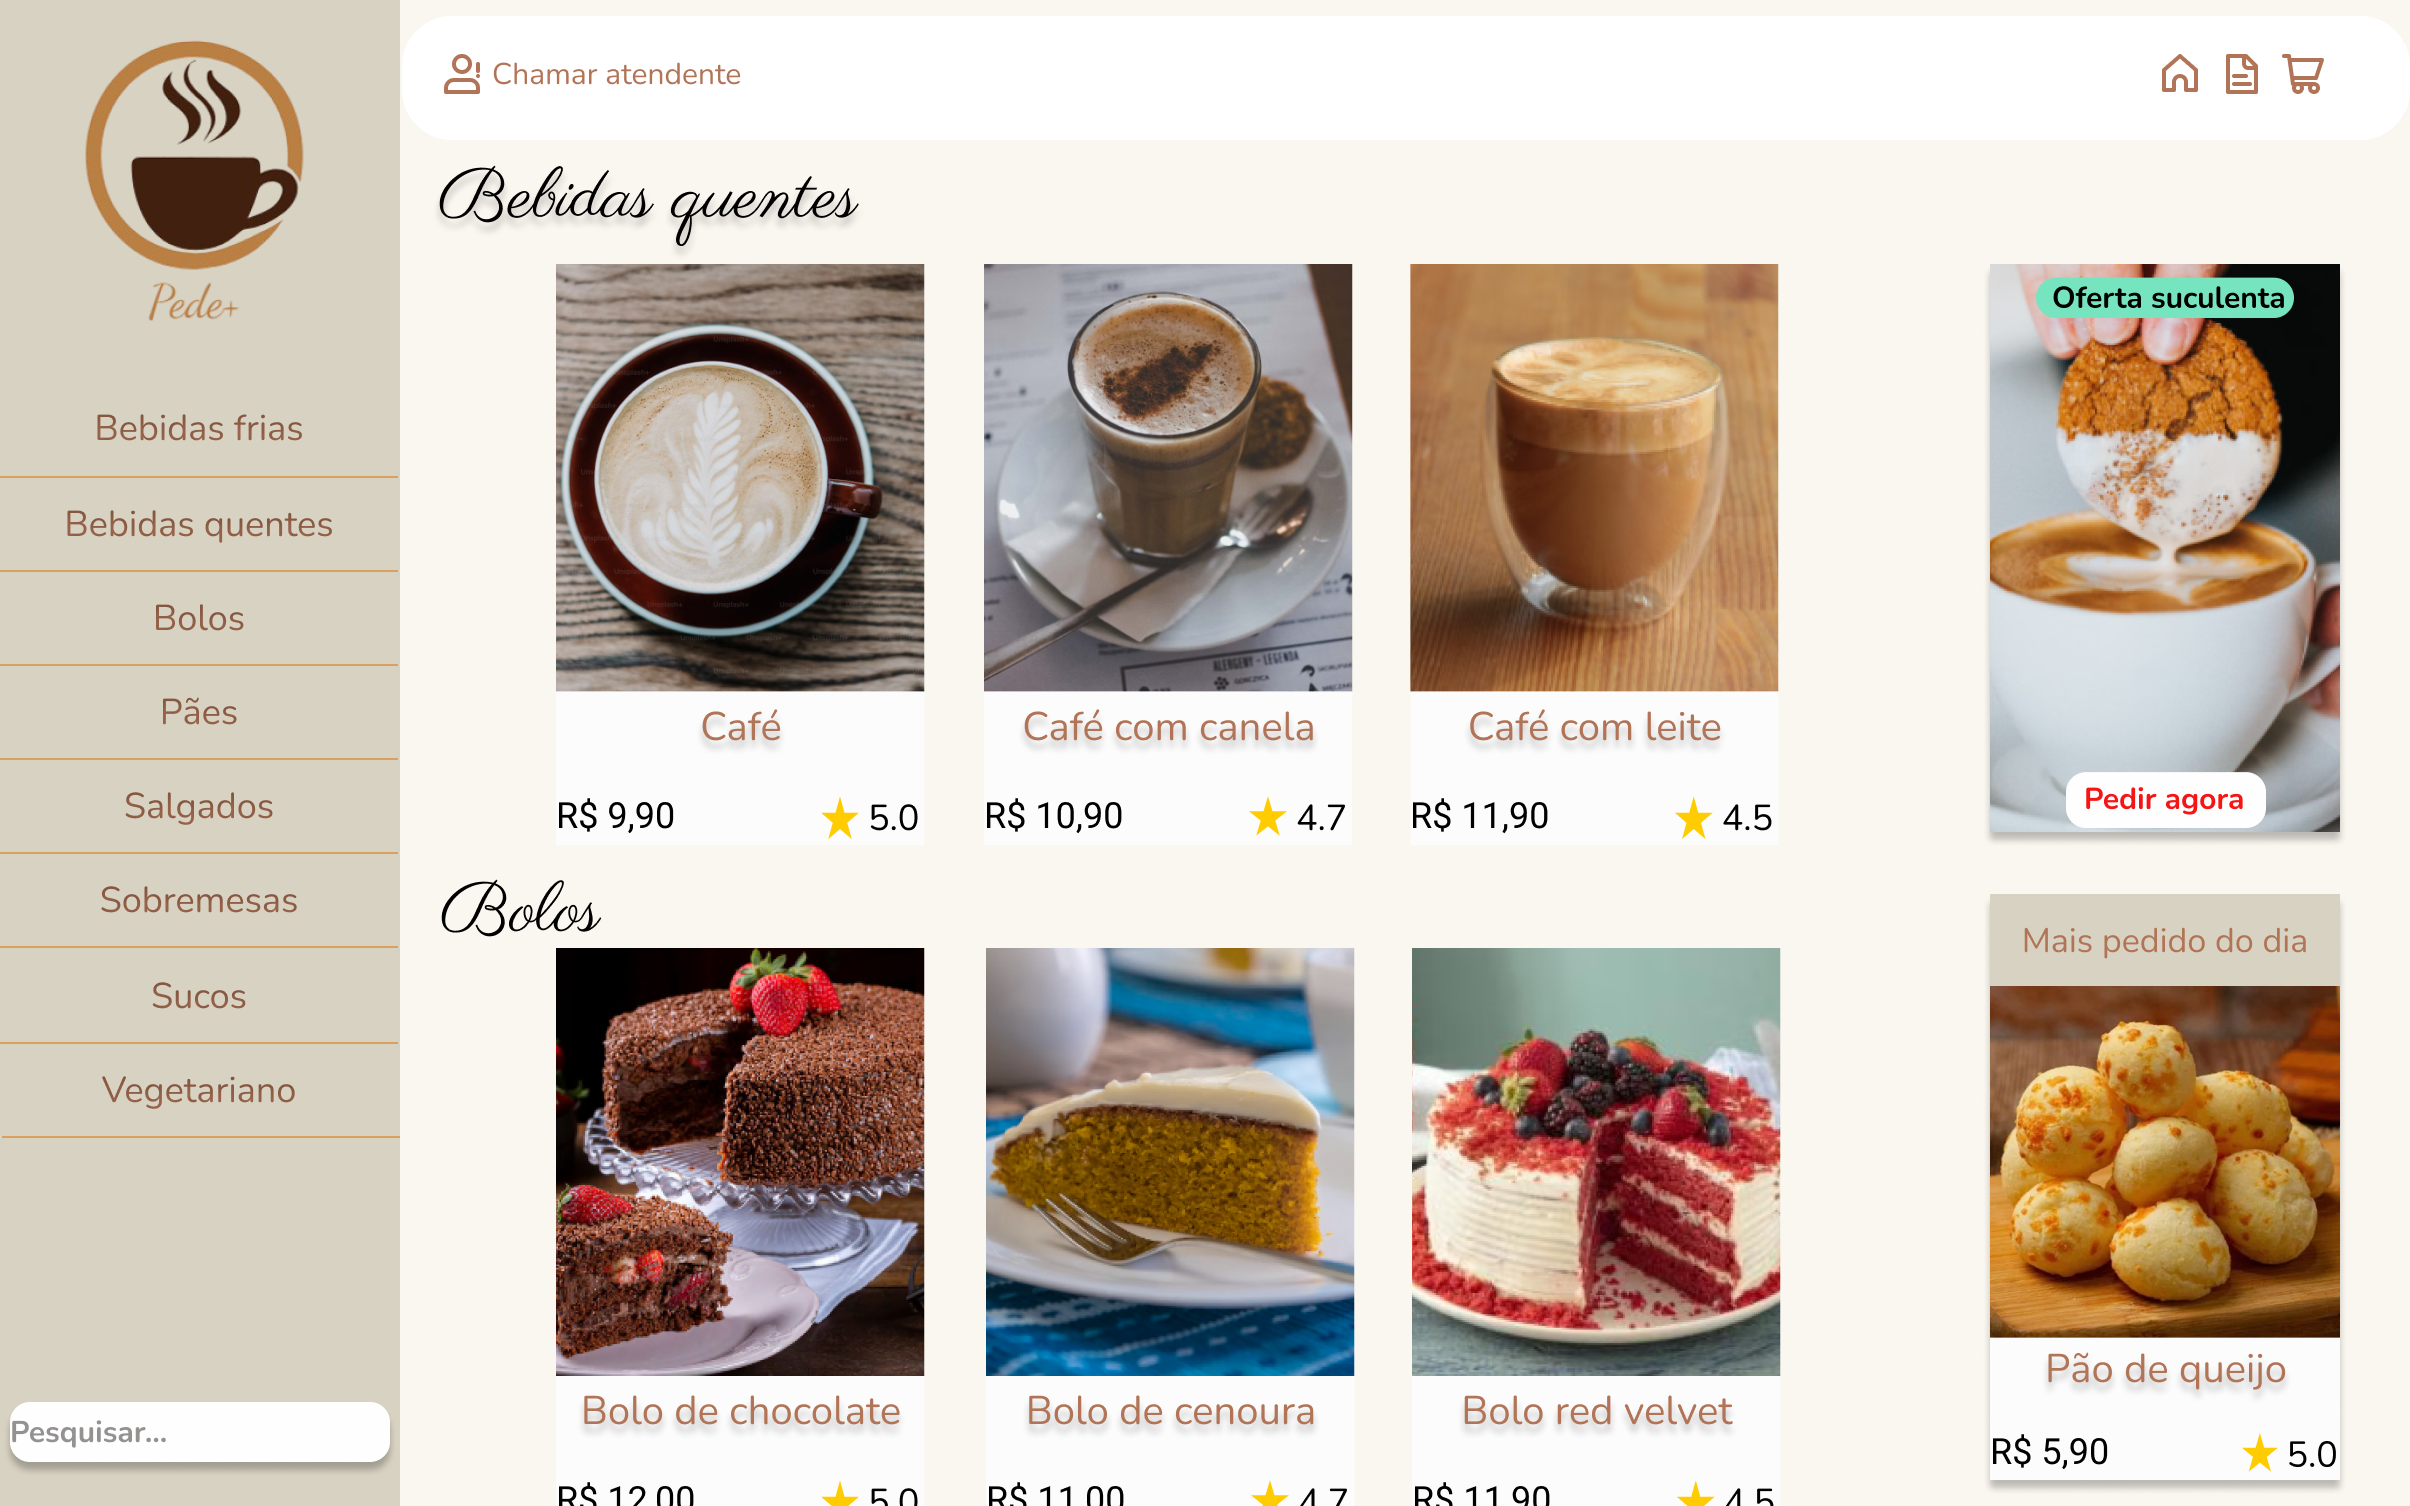 Pede+
Bebidas frias
Bebidas quentes
Bolos
Pães
Salgados
Sobremesas
Sucos
Vegetariano
Pesquisar...
Chamar atendente
Bebidas quentes
Café
R$ 9,90
5.0
Café com canela
R$ 10,90
4.7
Café com leite
R$ 11,90
4.5
Oferta suculenta
Pedir agora
Bolos
Bolo de chocolate
R$ 12,00
5.0
Bolo de cenoura
R$ 11,00
4.7
Bolo red velvet
R$ 11,90
4.5
Mais pedido do dia
Pão de queijo
R$ 5,90
5.0